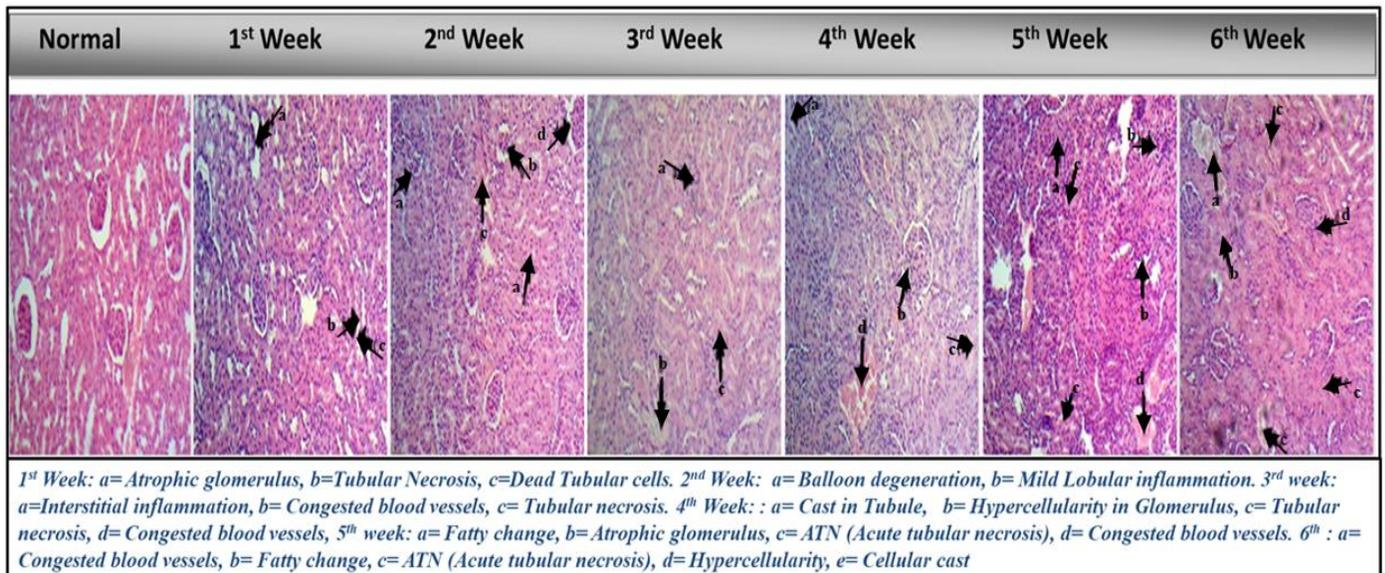 Normal 1st Week 2nd Week 3rd Week 4th Week 5th Week 6th Week
a b c
a b c a d
a b c
a b c d
a b c b c d
a b c d c c
1st Week: a= Atrophic glomerulus, b=Tubular Necrosis, c=Dead Tubular cells. 2nd Week: a= Balloon degeneration, b= Mild Lobular inflammation. 3rd week:
a=Interstitial inflammation, b= Congested blood vessels, c= Tubular necrosis. 4th Week: : a= Cast in Tubule, b= Hypercellularity in Glomerulus, c= Tubular
necrosis, d= Congested blood vessels, 5th week: a= Fatty change, b= Atrophic glomerulus, c= ATN (Acute tubular necrosis), d= Congested blood vessels. 6th : a=
Congested blood vessels, b= Fatty change, c= ATN (Acute tubular necrosis), d= Hypercellularity, e= Cellular cast